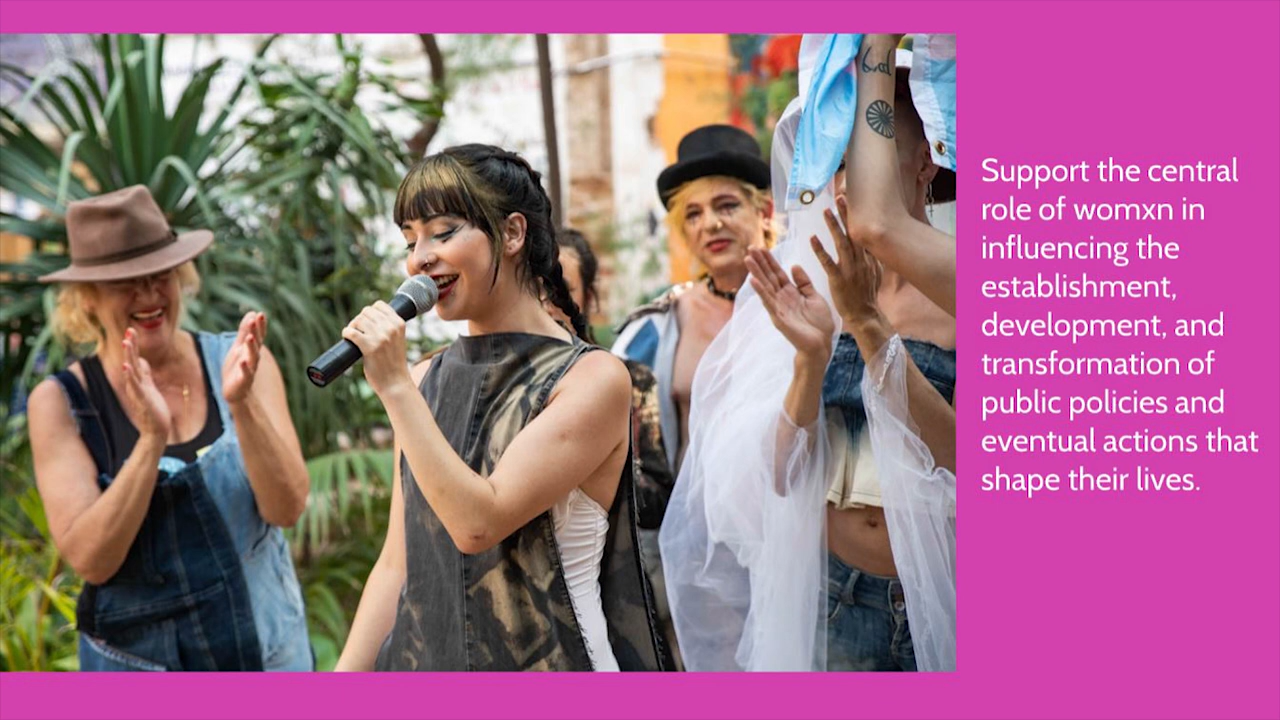 Support the central
role of womxn in
influencing the
establishment,
development, and
transformation of
public policies and
eventual actions that
shape their lives.